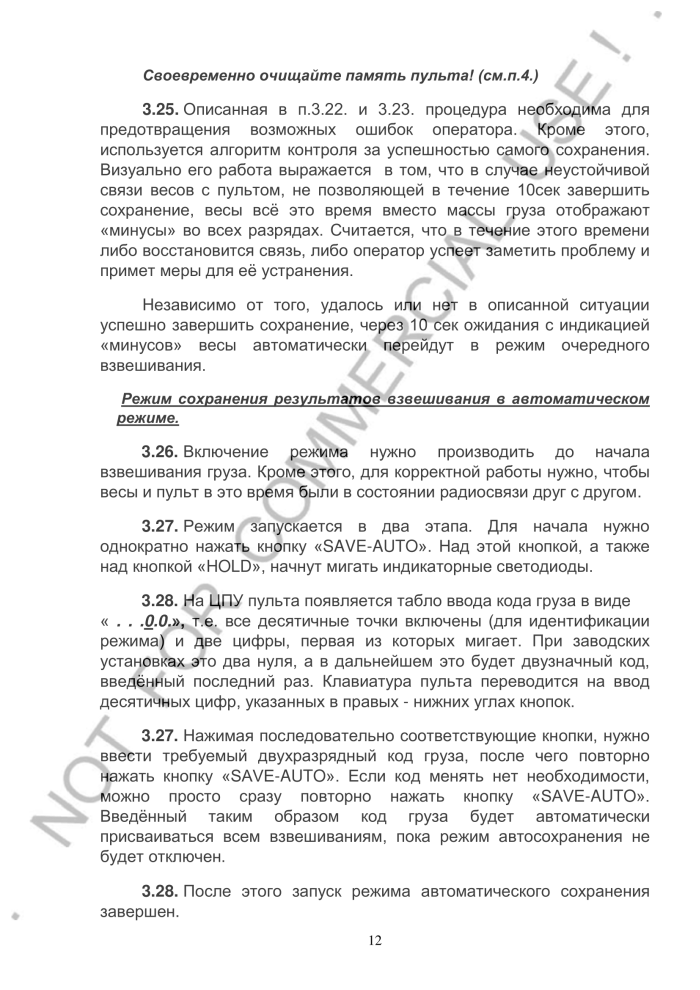 Своевременно очищайте память пульта! (см.п.4.)
3.25. Описанная в п.3.22. и 3.23. процедура необходима для
предотвращения возможных ошибок оператора. Кроме этого,
используется алгоритм контроля за успешностью самого сохранения.
Визуально его работа выражается в том, что в случае неустойчивой
связи весов с пультом, не позволяющей в течение 10сек завершить
сохранение, весы всё это время вместо массы груза отображают
«минусы» во всех разрядах. Считается, что в течение этого времени
либо восстановится связь, либо оператор успеет заметить проблему и
примет меры для её устранения.
Независимо от того, удалось или нет в описанной ситуации
успешно завершить сохранение, через 10 сек ожидания с индикацией
«минусов» весы автоматически перейдут в режим очередного
взвешивания.
Режим сохранения результатов взвешивания в автоматическом
режиме.
3.26. Включение режима нужно производить до начала
взвешивания груза. Кроме этого, для корректной работы нужно, чтобы
весы и пульт в это время были в состоянии радиосвязи друг с другом.
3.27. Режим запускается в два этапа. Для начала нужно
однократно нажать кнопку «SAVE-AUTO». Над этой кнопкой, а также
над кнопкой «HOLD», начнут мигать индикаторные светодиоды.
3.28. На ЦПУ пульта появляется табло ввода кода груза в виде
« . . .0.0.», т.е. все десятичные точки включены (для идентификации
режима) и две цифры, первая из которых мигает. При заводских
установках это два нуля, а в дальнейшем это будет двузначный код,
введённый последний раз. Клавиатура пульта переводится на ввод
десятичных цифр, указанных в правых - нижних углах кнопок.
3.27. Нажимая последовательно соответствующие кнопки, нужно
ввести требуемый двухразрядный код груза, после чего повторно
нажать кнопку «SAVE-AUTO». Если код менять нет необходимости,
можно просто сразу повторно нажать кнопку «SAVE-AUTO».
Введённый таким образом код груза будет автоматически
присваиваться всем взвешиваниям, пока режим автосохранения не
будет отключен.
3.28. После этого запуск режима автоматического сохранения
завершен.
12
! NOT FOR COMMERCIAL USE !